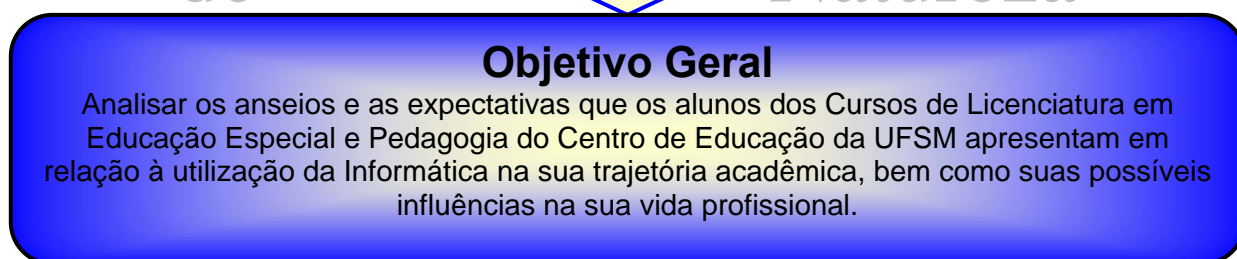 Objetivo Geral
Analisar os anseios e as expectativas que os alunos dos Cursos de Licenciatura em
Educação Especial e Pedagogia do Centro de Educação da UFSM apresentam em
relação à utilização da Informática na sua trajetória acadêmica, bem como suas possíveis
influências na sua vida profissional.